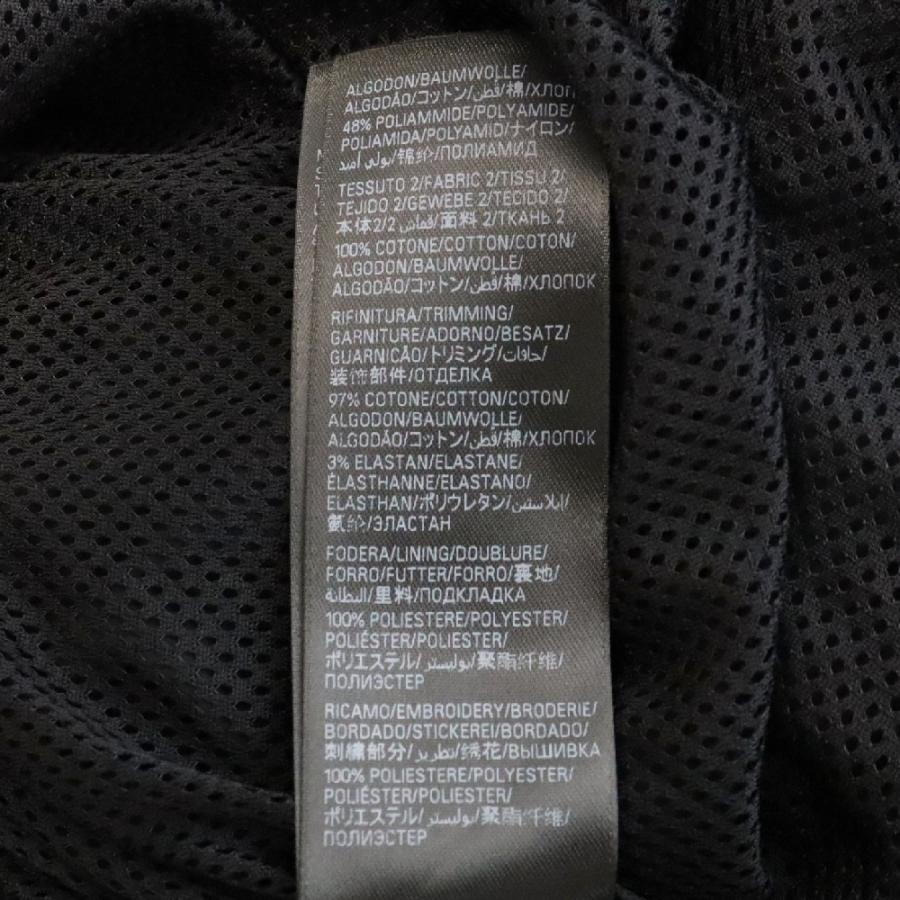 ALGODON/BAUMWOLLE/
ALGODÃO/コットン/قطن/棉/ХЛОП
48% POLIAMMIDE/POLYAMIDE/
POLIAMIDA/POLYAMID/ナイロン/
بولي أميد/锦纶/ПОЛИАМИД
TESSUTO 2/FABRIC 2/TISSU 2/
TEJIDO 2/GEWEBE 2/TECIDO 2/
本体2/قماش 2/面料 2/ТКАНЬ 2
100% COTONE/COTTON/COTON/
ALGODON/BAUMWOLLE/
ALGODÃO/コットン/قطن/棉/ХЛОПОК
RIFINITURA/TRIMMING/
GARNITURE/ADORNO/BESATZ/
GUARNICÃO/トリミング/حافات/
装饰部件/ОТДЕЛКА
97% COTONE/COTTON/COTON/
ALGODON/BAUMWOLLE/
ALGODÃO/コットン/قطن/棉/ХЛОПОК
3% ELASTAN/ELASTANE/
ÉLASTHANNE/ELASTANO/
ELASTHAN/ポリウレタン/إيلاستين/
氨纶/ЭЛАСТАН
FODERA/LINING/DOUBLURE/
FORRO/FUTTER/FORRO/裏地/
البطانة/里料/ПОДКЛАДКА
100% POLIESTERE/POLYESTER/
POLIÉSTER/POLIESTER/
ポリエステル/بوليستر/聚酯纤维/
ПОЛИЭСТЕР
RICAMO/EMBROIDERY/BRODERIE/
BORDADO/STICKEREI/BORDADO/
刺繍部分/تطريز/绣花/ВЫШИВКА
100% POLIESTERE/POLYESTER/
POLIÉSTER/POLIESTER/
ポリエステル/بوليستر/聚酯纤维/
ПОЛИЭСТЕР